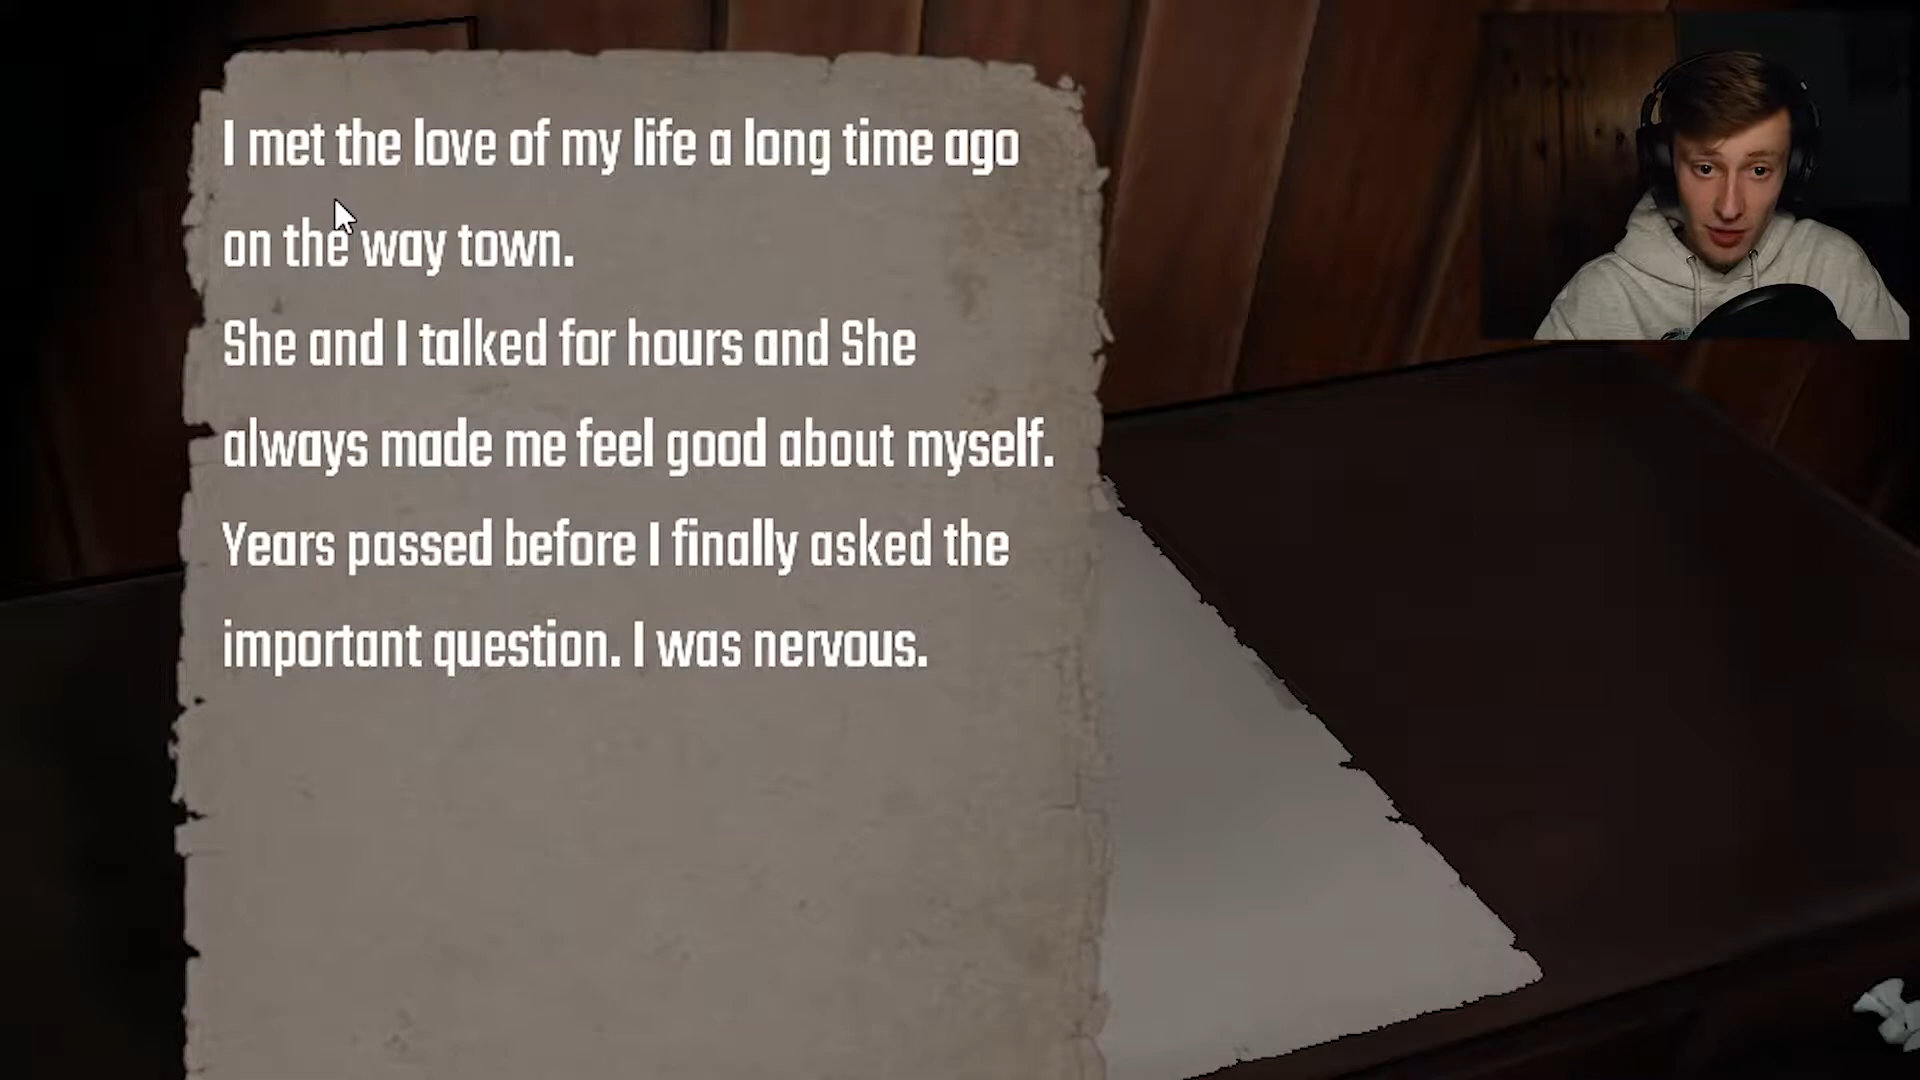 I met the love of my life a long time ago
on the way town.
She and I talked for hours and She
always made me feel good about myself.
Years passed before I finally asked the
important question. I was nervous.